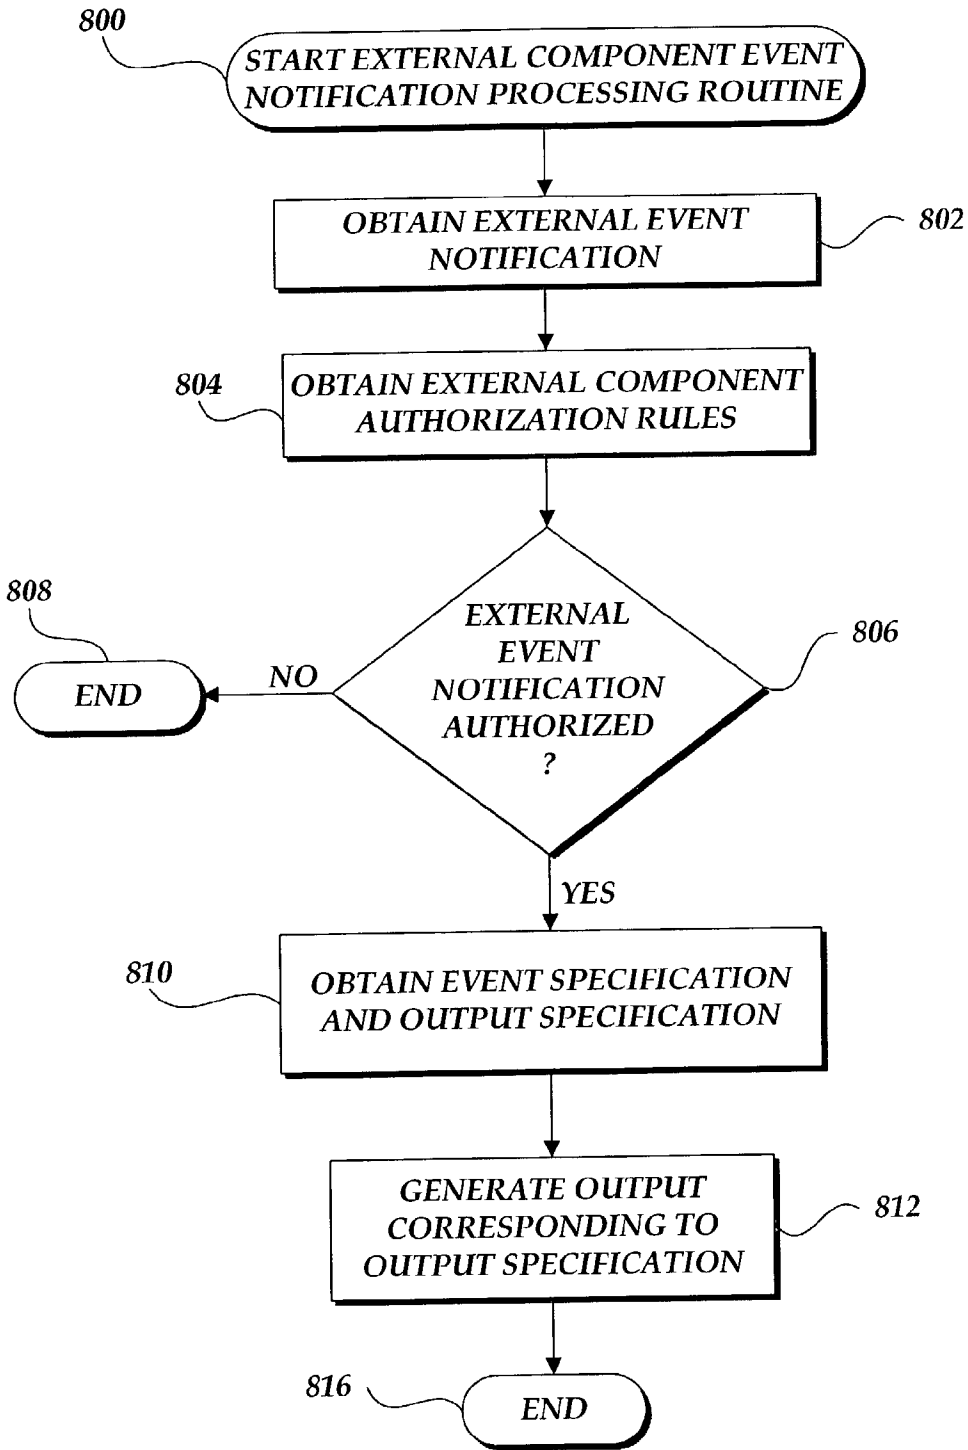 800
START EXTERNAL COMPONENT EVENT
NOTIFICATION PROCESSING ROUTINE
OBTAIN EXTERNAL EVENT
NOTIFICATION
802
804
OBTAIN EXTERNAL COMPONENT
AUTHORIZATION RULES
808
END
NO
EXTERNAL
EVENT
NOTIFICATION
AUTHORIZED
?
806
YES
810
OBTAIN EVENT SPECIFICATION
AND OUTPUT SPECIFICATION
GENERATE OUTPUT
CORRESPONDING TO
OUTPUT SPECIFICATION
812
816
END